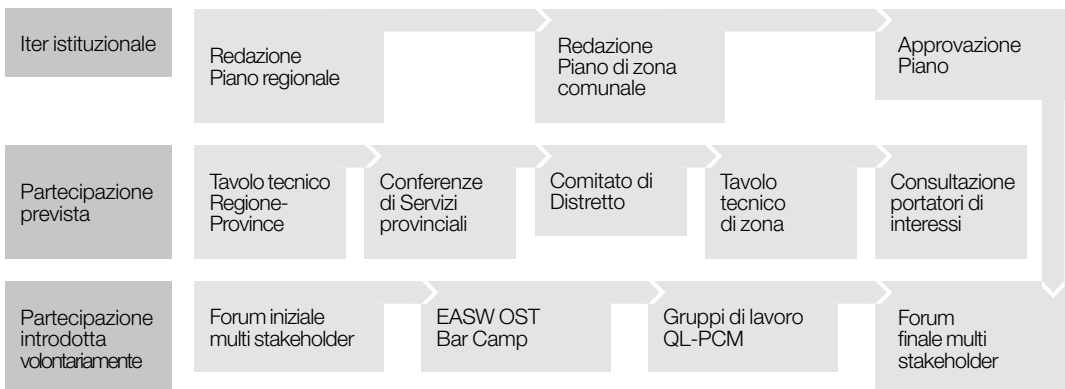 Iter istituzionale
Redazione
Piano regionale
Redazione
Piano di zona
comunale
Approvazione
Piano
Partecipazione
prevista
Tavolo tecnico
Regione-
Province
Conferenze
di Servizi
provinciali
Comitato di
Distretto
Tavolo
tecnico
di zona
Consultazione
portatori di
interessi
Partecipazione
introdotta
volontariamente
Forum iniziale
multi stakeholder
EASW OST
Bar Camp
Gruppi di lavoro
QL-PCM
Forum
finale multi
stakeholder